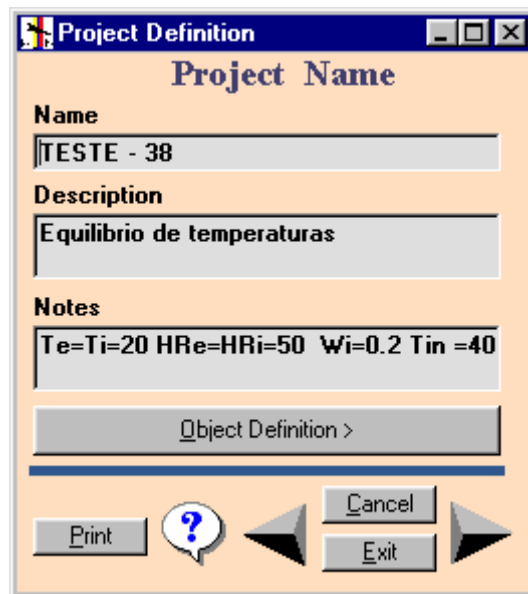 Project Definition
Project Name
Name
TESTE - 38
Description
Equilibrio de temperaturas
Notes
Te=Ti=20 HRe=HRi=50 Wi=0.2 Tin =40
Object Definition >
Print
?
Cancel
Exit